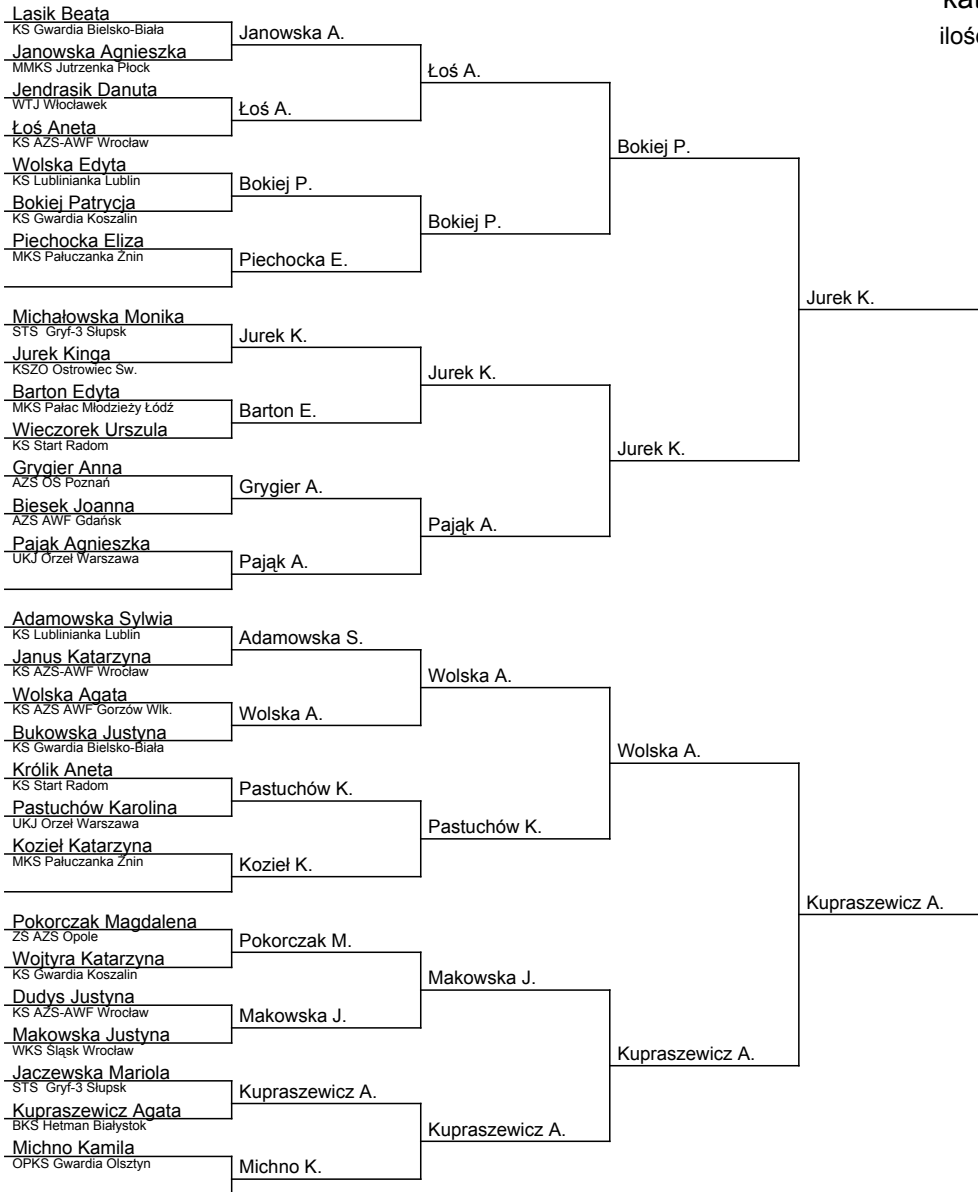 Lasik Beata
KS Gwardia Bielsko-Biała
Janowska Agnieszka
MMKS Jutrzenka Płock
Jendrasik Danuta
WTJ Włocławek
Łoś Aneta
KS AZS-AWF Wrocław
Wolska Edyta
KS Lublinianka Lublin
Bokiej Patrycja
KS Gwardia Koszalin
Piechocka Eliza
MKS Pałuczanka Żnin
Michałowska Monika
STS Gryf-3 Słupsk
Jurek Kinga
KSZO Ostrowiec Św.
Barton Edyta
MKS Pałac Młodzieży Łódź
Wieczorek Urszula
KS Start Radom
Grygier Anna
AZS OŚ Poznań
Biesek Joanna
AZS AWF Gdańsk
Pająk Agnieszka
UKJ Orzeł Warszawa
Adamowska Sylwia
KS Lublinianka Lublin
Janus Katarzyna
KS AZS-AWF Wrocław
Wolska Agata
KS AZS AWF Gorzów Wlk.
Bukowska Justyna
KS Gwardia Bielsko-Biała
Królik Aneta
KS Start Radom
Pastuchów Karolina
UKJ Orzeł Warszawa
Kozieł Katarzyna
MKS Pałuczanka Żnin
Pokorczak Magdalena
ZS AZS Opole
Wojtyra Katarzyna
KS Gwardia Koszalin
Dudys Justyna
KS AZS-AWF Wrocław
Makowska Justyna
WKS Śląsk Wrocław
Jaczewska Mariola
STS Gryf-3 Słupsk
Kupraszewicz Agata
BKS Hetman Białystok
Michno Kamila
OPKS Gwardia Olsztyn
Janowska A.
Łoś A.
Bokiej P.
Piechocka E.
Jurek K.
Barton E.
Grygier A.
Pająk A.
Adamowska S.
Wolska A.
Pastuchów K.
Kozieł K.
Pokorczak M.
Makowska J.
Kupraszewicz A.
Michno K.
Łoś A.
Bokiej P.
Jurek K.
Pająk A.
Wolska A.
Pastuchów K.
Makowska J.
Kupraszewicz A.
Bokiej P.
Jurek K.
Wolska A.
Kupraszewicz A.
Jurek K.
Kupraszewicz A.